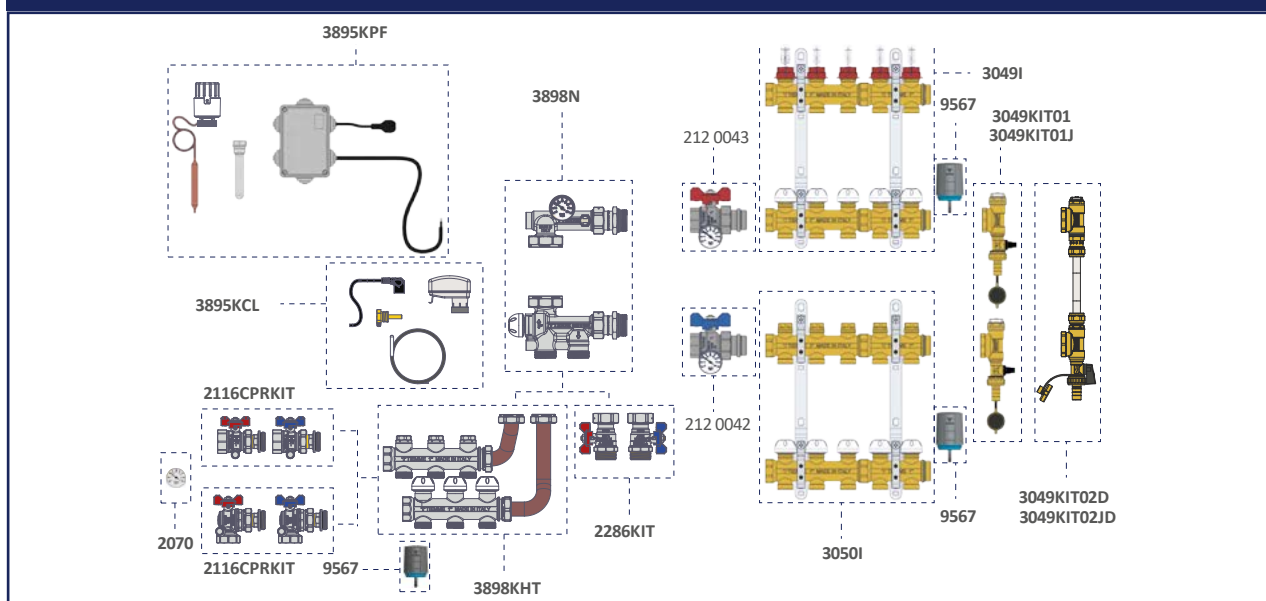 3895KPF
3898N
3049I
9567
3049KIT01
3049KIT01J
212 0043
3895KCL
2116CPRKIT
212 0042
2070
2116CPRKIT
9567
3898KHT
2286KIT
3050I
9567
3049KIT02D
3049KIT02JD